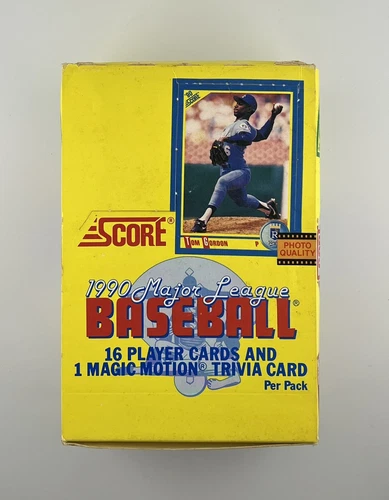 '90
SCORE
TOM GORDON P
R
SCORE®
PHOTO
QUALITY
1990 Major League
BASEBALL®
16 PLAYER CARDS AND
1 MAGIC MOTION® TRIVIA CARD
Per Pack